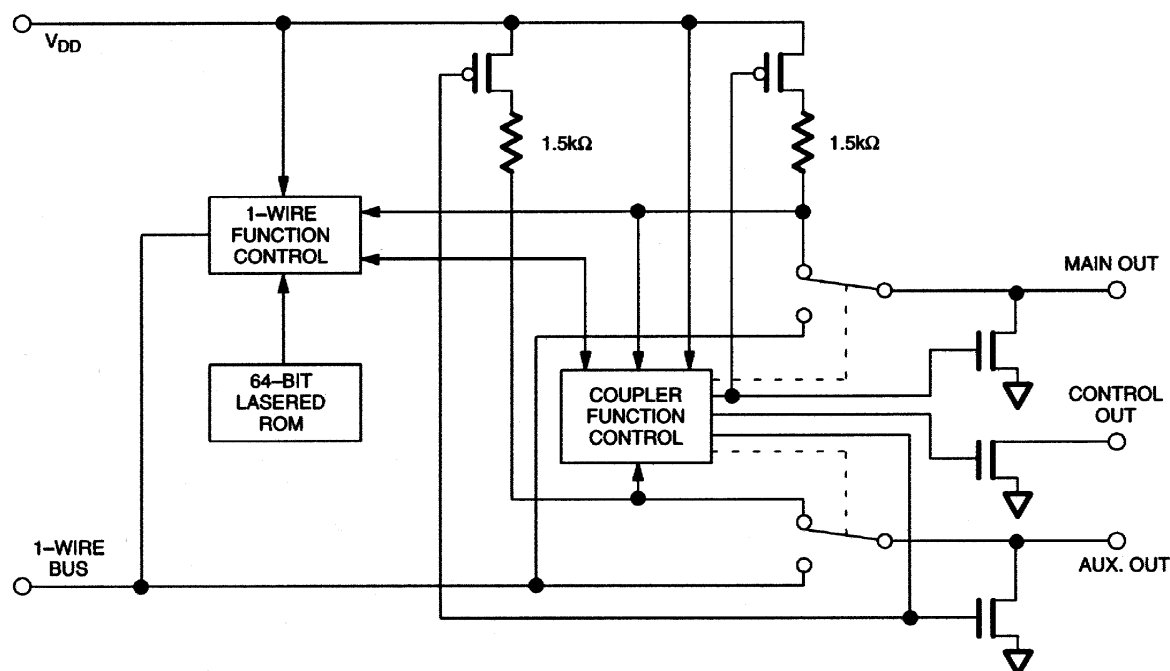 VDD
1.5kΩ
1.5kΩ
1–WIRE
FUNCTION
CONTROL
MAIN OUT
64–BIT
LASERED
ROM
COUPLER
FUNCTION
CONTROL
CONTROL
OUT
1–WIRE
BUS
AUX. OUT